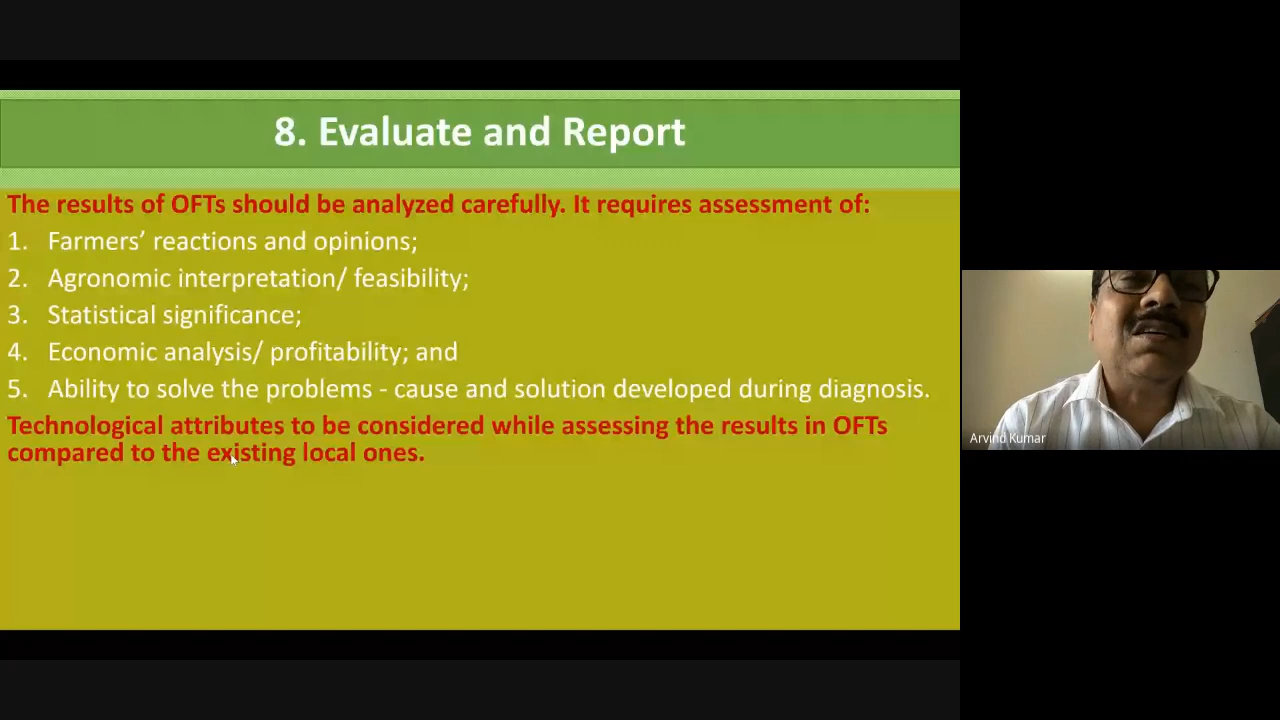 8. Evaluate and Report
The results of OFTs should be analyzed carefully. It requires assessment of:
1. Farmers’ reactions and opinions;
2. Agronomic interpretation/ feasibility;
3. Statistical significance;
4. Economic analysis/ profitability; and
5. Ability to solve the problems - cause and solution developed during diagnosis.
Technological attributes to be considered while assessing the results in OFTs
compared to the existing local ones.
Arvind Kumar